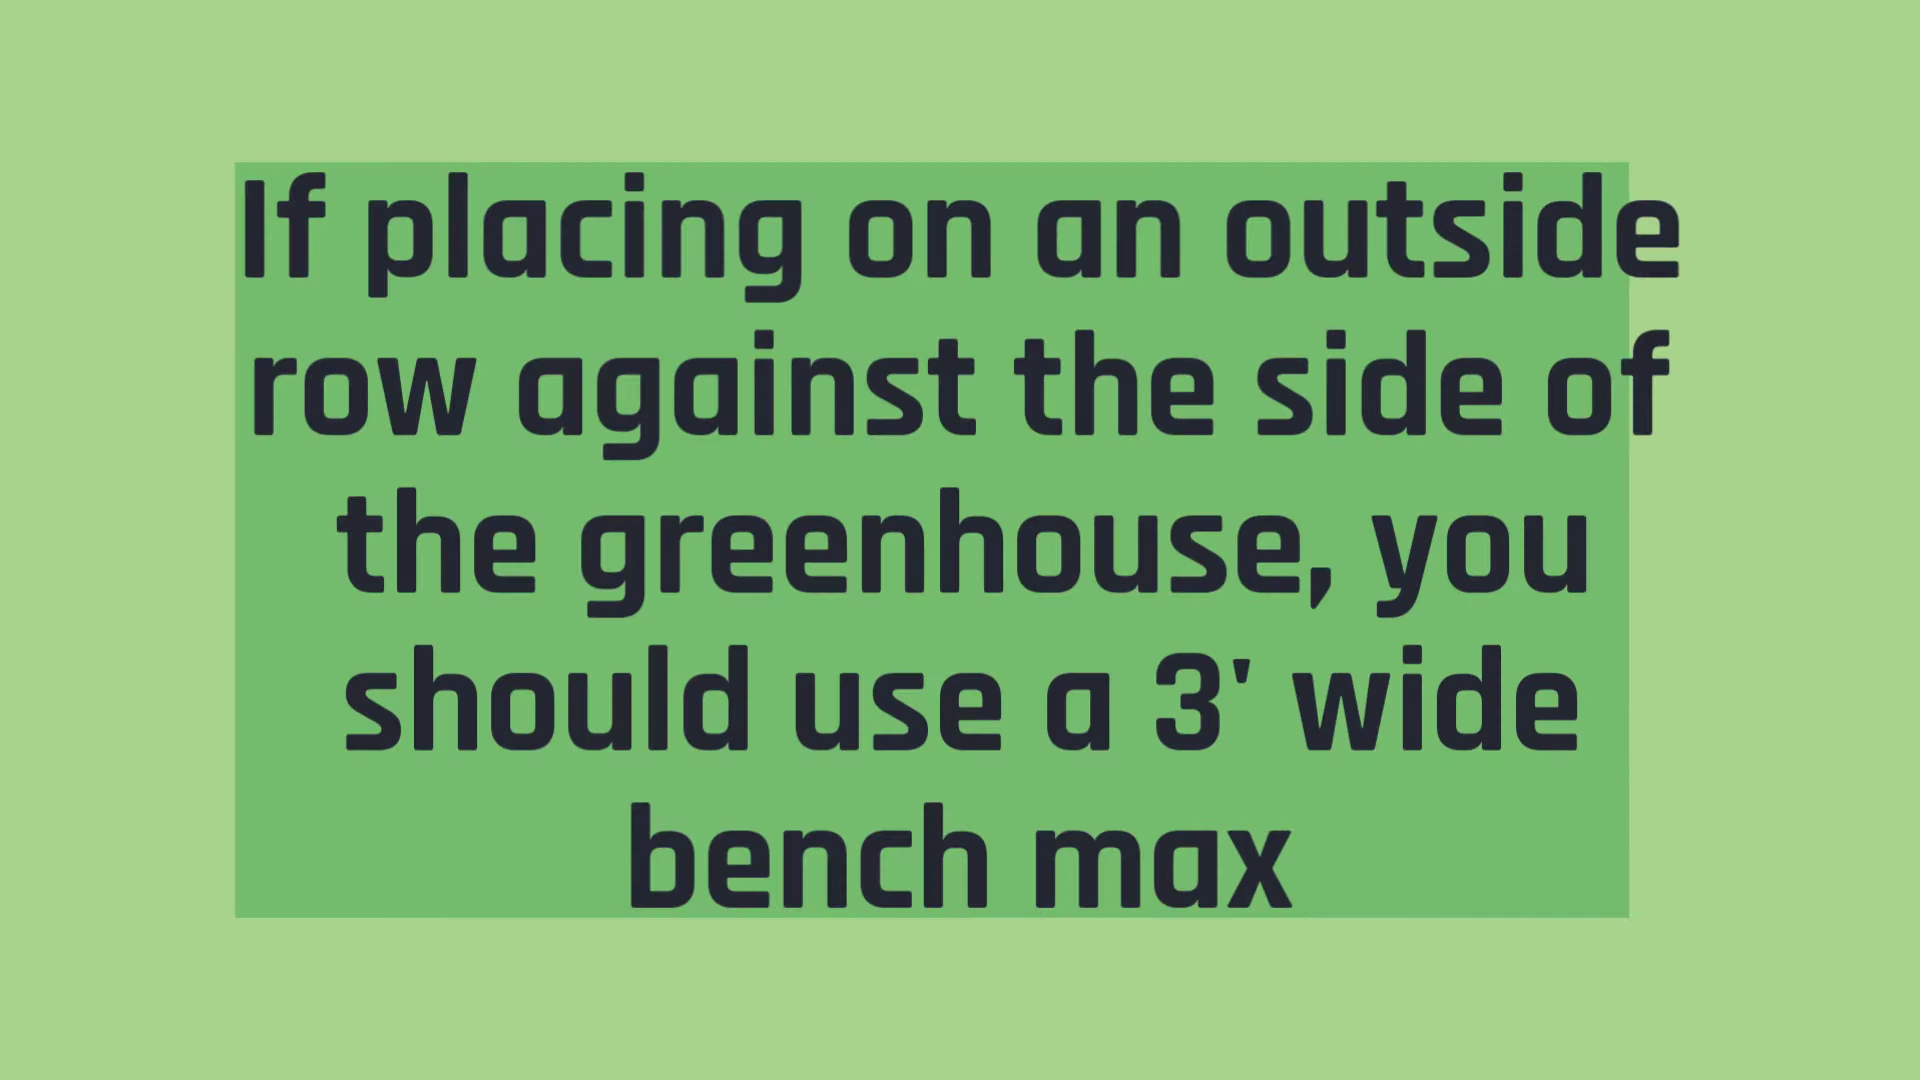 If placing on an outside
row against the side of
the greenhouse, you
should use a 3' wide
bench max